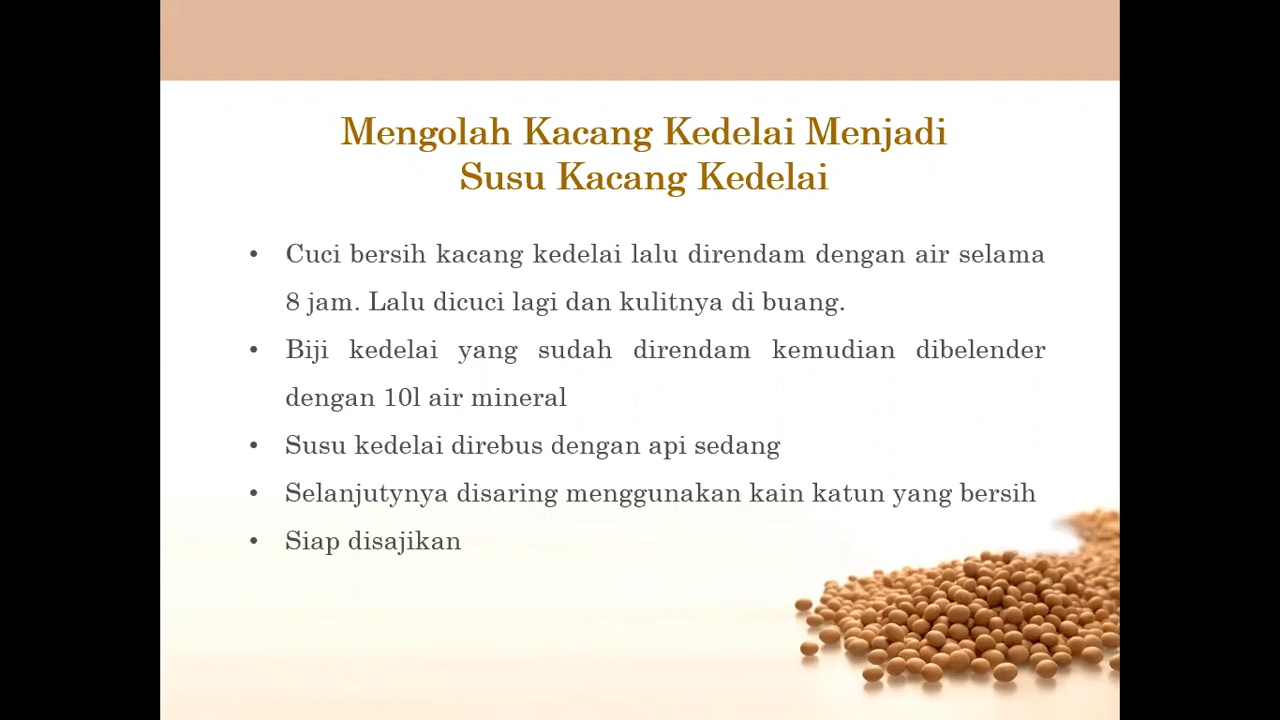 Mengolah Kacang Kedelai Menjadi
Susu Kacang Kedelai
• Cuci bersih kacang kedelai lalu direndam dengan air selama
8 jam. Lalu dicuci lagi dan kulitnya di buang.
• Biji kedelai yang sudah direndam kemudian dibelender
dengan 10l air mineral
• Susu kedelai direbus dengan api sedang
• Selanjutynya disaring menggunakan kain katun yang bersih
• Siap disajikan